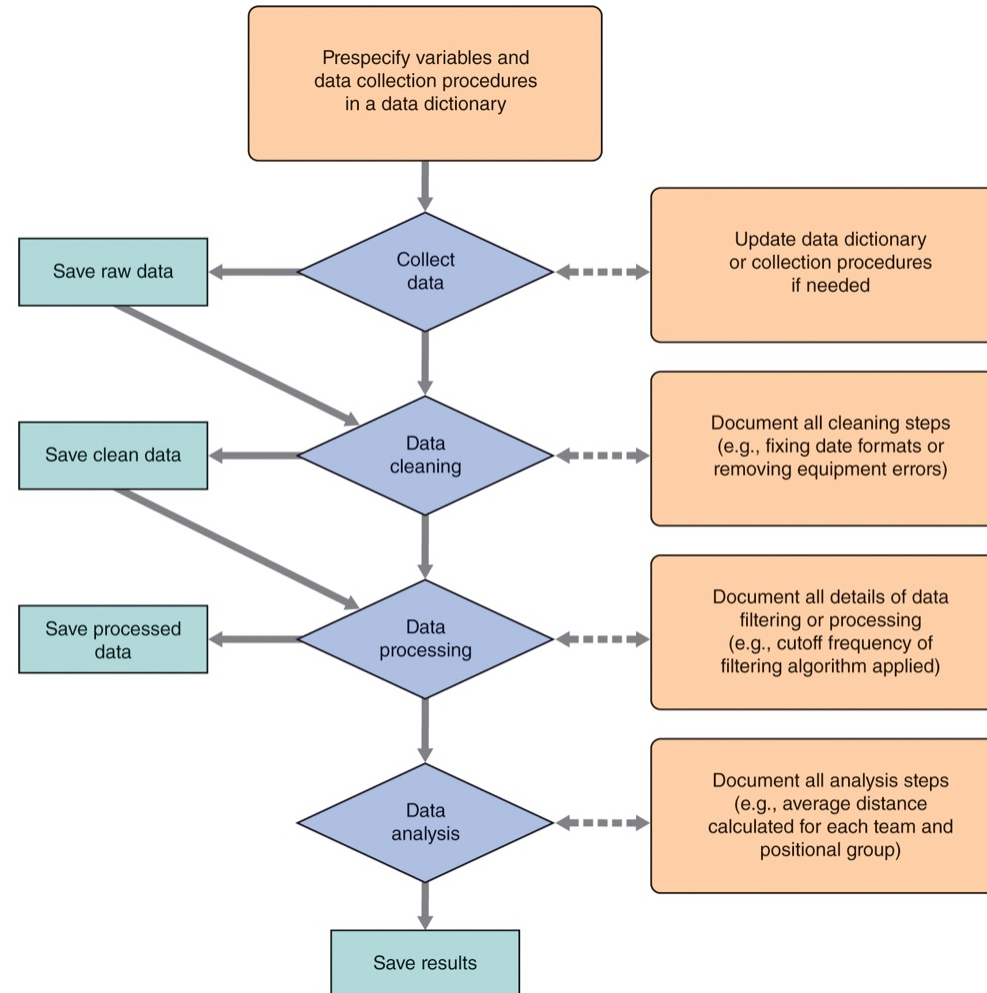 Prespecify variables and
data collection procedures
in a data dictionary
Save raw data
Collect
data
Update data dictionary
or collection procedures
if needed
Save clean data
Data
cleaning
Document all cleaning steps
(e.g., fixing date formats or
removing equipment errors)
Save processed
data
Data
processing
Document all details of data
filtering or processing
(e.g., cutoff frequency of
filtering algorithm applied)
Data
analysis
Document all analysis steps
(e.g., average distance
calculated for each team and
positional group)
Save results